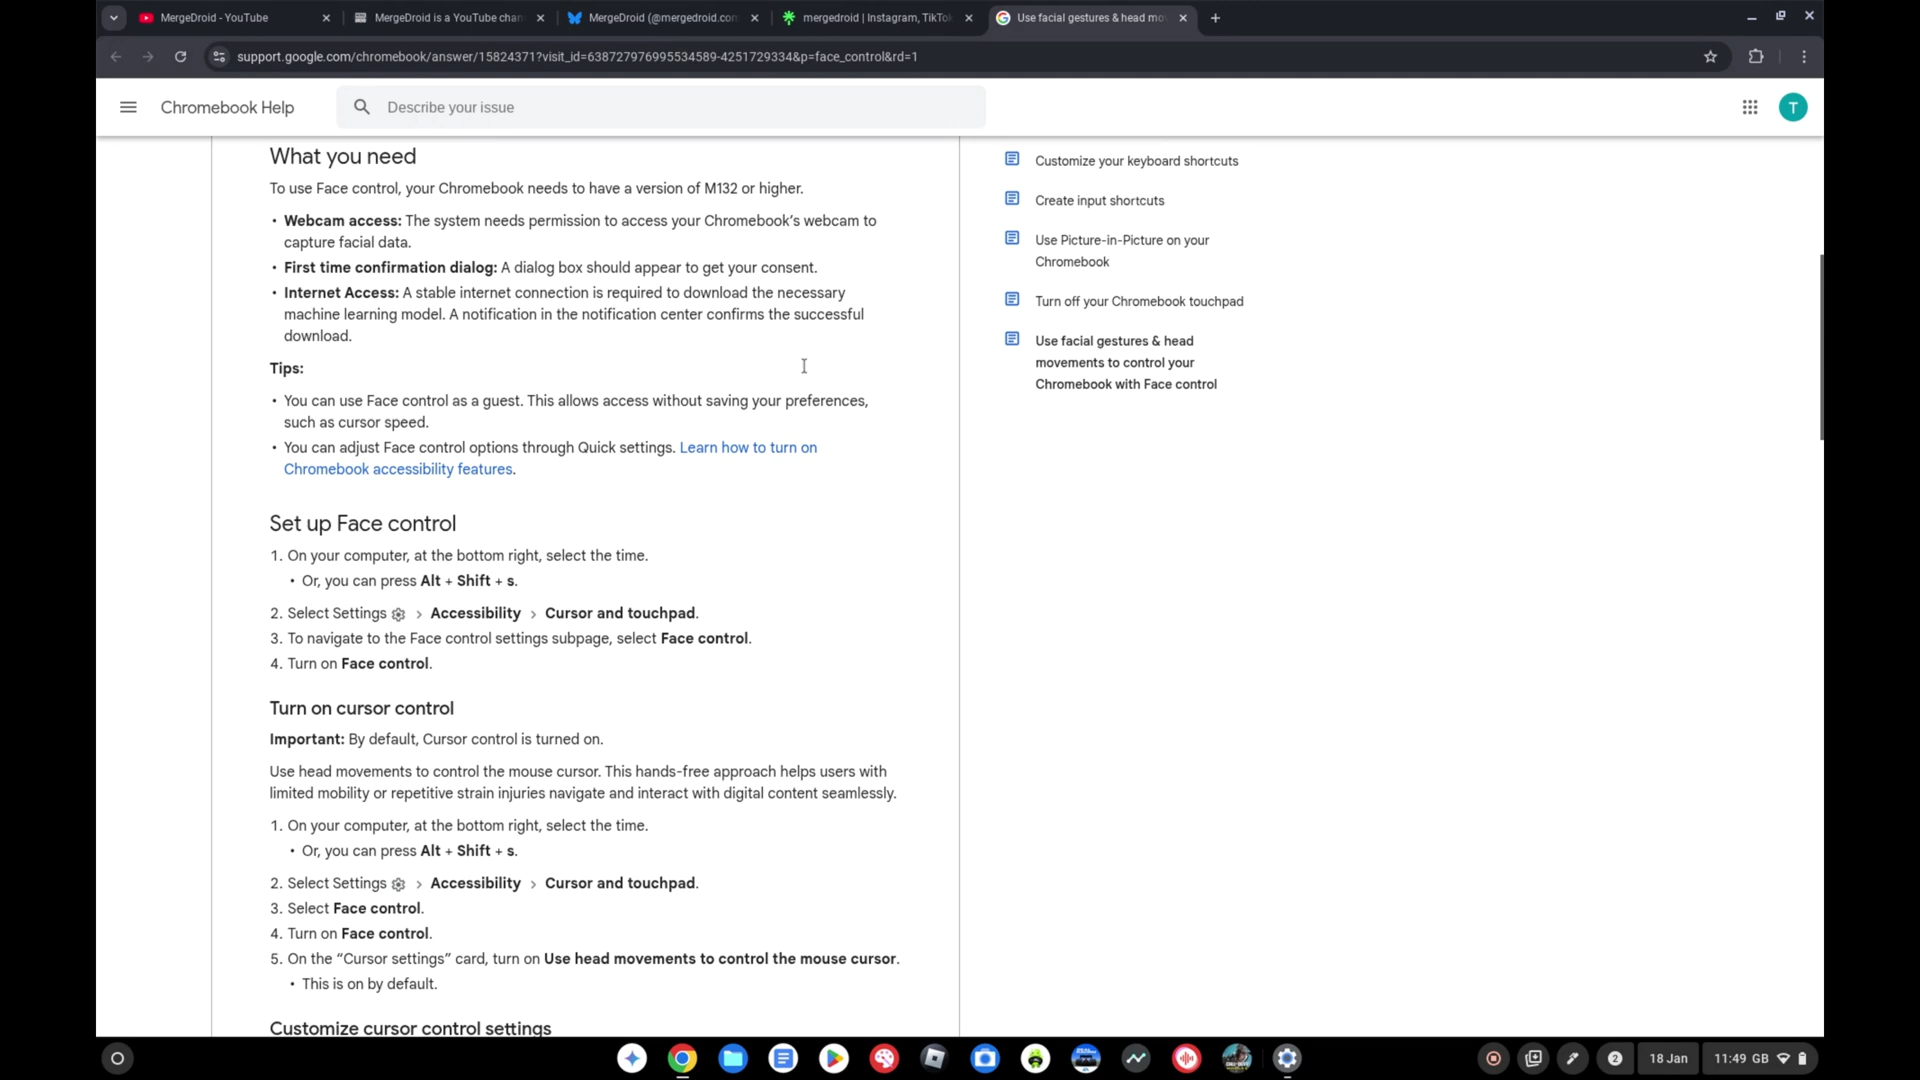 MergeDroid - YouTube
MergeDroid is a YouTube chan
MergeDroid (@mergedroid.com
mergedroid | Instagram, TikTo
Use facial gestures & head mo
support.google.com/chromebook/answer/15824371?visit_id=638727976995534589-4251729334&p=face_control&rd=1
Chromebook Help
Describe your issue
T
What you need
To use Face control, your Chromebook needs to have a version of M132 or higher.
• Webcam access: The system needs permission to access your Chromebook’s webcam to
capture facial data.
• First time confirmation dialog: A dialog box should appear to get your consent.
• Internet Access: A stable internet connection is required to download the necessary
machine learning model. A notification in the notification center confirms the successful
download.
Tips:
• You can use Face control as a guest. This allows access without saving your preferences,
such as cursor speed.
• You can adjust Face control options through Quick settings. Learn how to turn on
Chromebook accessibility features.
Set up Face control
1. On your computer, at the bottom right, select the time.
• Or, you can press Alt + Shift + s.
2. Select Settings > Accessibility > Cursor and touchpad.
3. To navigate to the Face control settings subpage, select Face control.
4. Turn on Face control.
Turn on cursor control
Important: By default, Cursor control is turned on.
Use head movements to control the mouse cursor. This hands-free approach helps users with
limited mobility or repetitive strain injuries navigate and interact with digital content seamlessly.
1. On your computer, at the bottom right, select the time.
• Or, you can press Alt + Shift + s.
2. Select Settings > Accessibility > Cursor and touchpad.
3. Select Face control.
4. Turn on Face control.
5. On the “Cursor settings” card, turn on Use head movements to control the mouse cursor.
• This is on by default.
Customize cursor control settings
Customize your keyboard shortcuts
Create input shortcuts
Use Picture-in-Picture on your
Chromebook
Turn off your Chromebook touchpad
Use facial gestures & head
movements to control your
Chromebook with Face control
2
18 Jan
11:49 GB